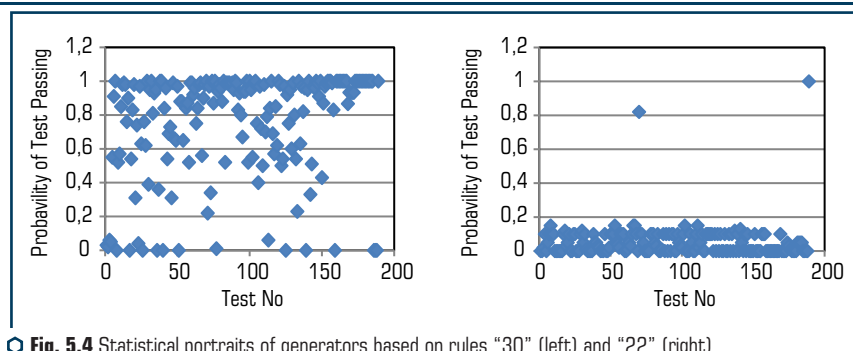 Probavility of Test Passing
1,2
1
0,8
0,6
0,4
0,2
0
0 50 100 150 200
Test No
Probavility of Test Passing
1,2
1
0,8
0,6
0,4
0,2
0
0 50 100 150 200
Test No
Fig. 5.4 Statistical portraits of generators based on rules “30” (left) and “22” (right)